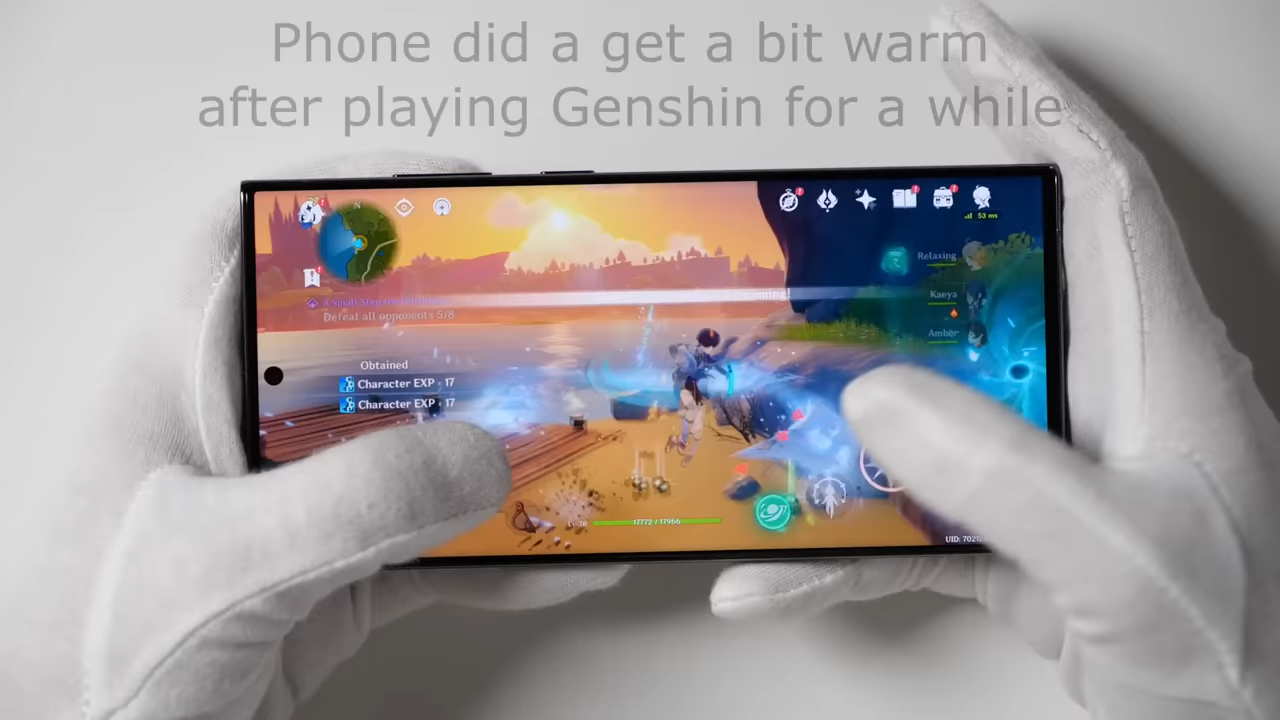 Phone did a get a bit warm
after playing Genshin for a while
N
53 ms
Relaxing
Kaeya
Amber
Defeat all opponents 5/8
Obtained
Character EXP × 17
Character EXP × 17
17772 / 17966
UID: